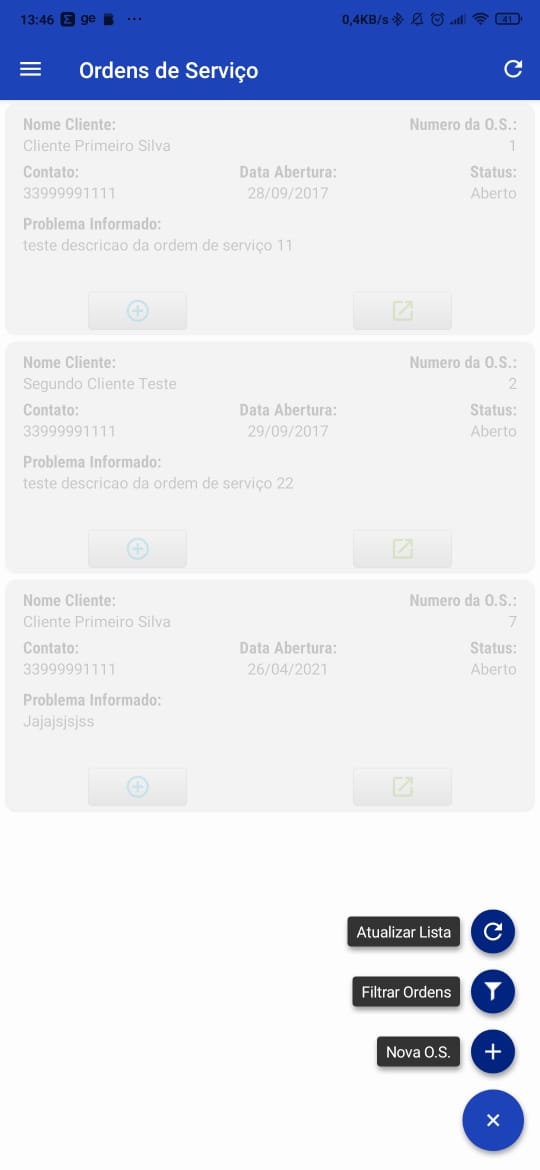 13:46 Σ ge ... 0,4KB/s 41
Ordens de Serviço
Nome Cliente: Numero da O.S.:
Cliente Primeiro Silva 1
Contato: Data Abertura: Status:
33999991111 28/09/2017 Aberto
Problema Informado:
teste descricao da ordem de serviço 11
Nome Cliente: Numero da O.S.:
Segundo Cliente Teste 2
Contato: Data Abertura: Status:
33999991111 29/09/2017 Aberto
Problema Informado:
teste descricao da ordem de serviço 22
Nome Cliente: Numero da O.S.:
Cliente Primeiro Silva 7
Contato: Data Abertura: Status:
33999991111 26/04/2021 Aberto
Problema Informado:
Jajajsjsjss
Atualizar Lista
Filtrar Ordens
Nova O.S.